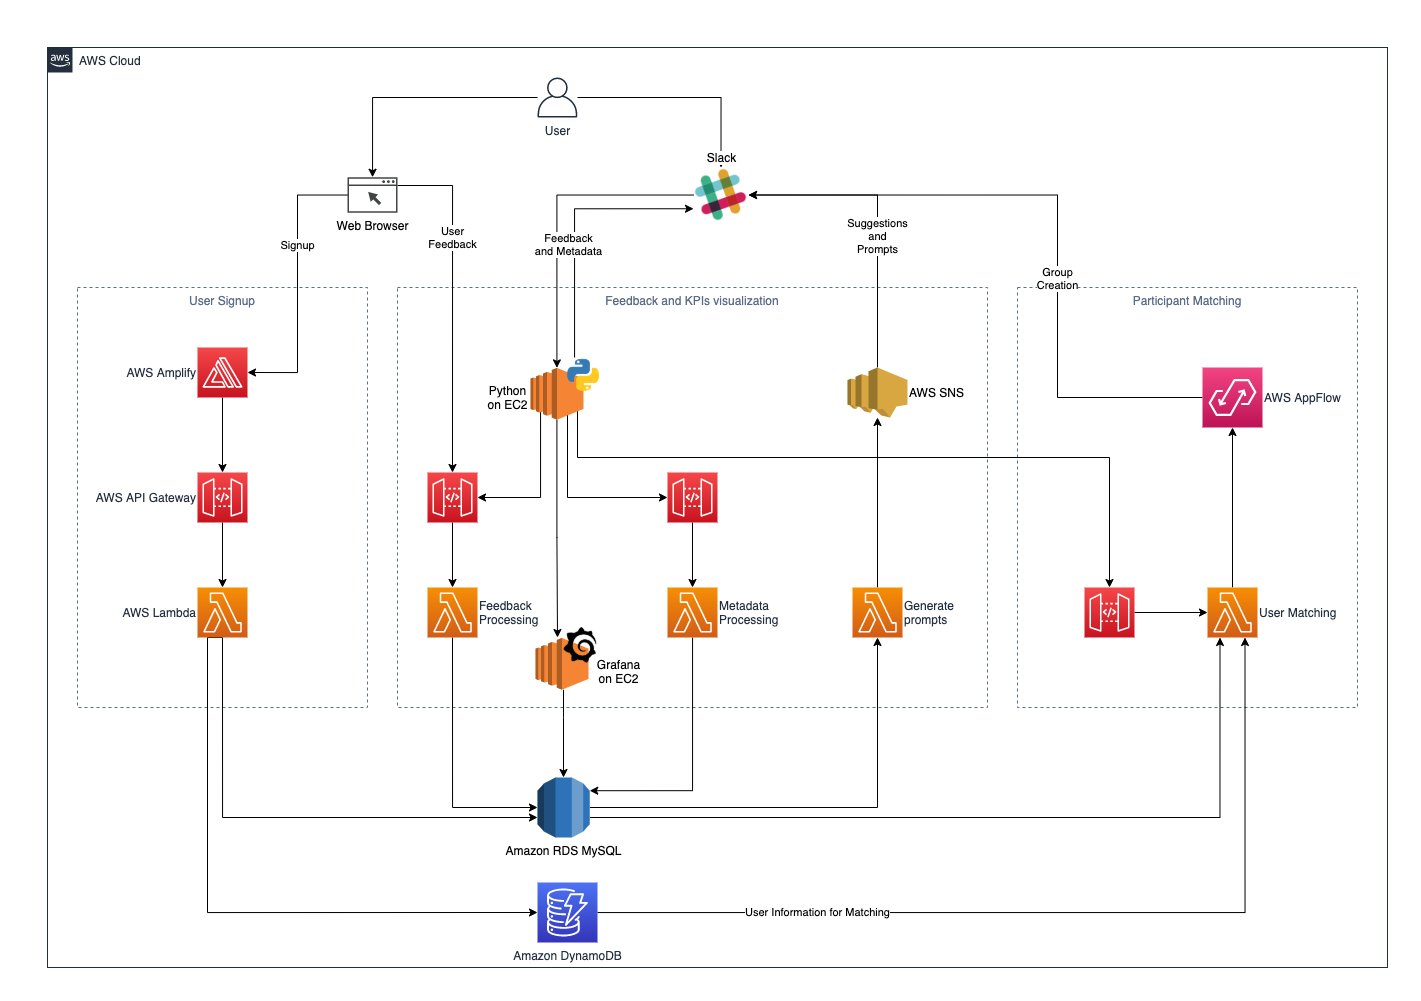 aws
AWS Cloud
User
Slack
Web Browser
Signup
User
Feedback
Feedback
and Metadata
Suggestions
and
Prompts
Group
Creation
User Signup
Feedback and KPIs visualization
Participant Matching
AWS Amplify
Python
on EC2
AWS SNS
AWS AppFlow
AWS API Gateway
</>
</>
</>
AWS Lambda
Feedback
Processing
Metadata
Processing
Generate
prompts
</>
User Matching
Grafana
on EC2
Amazon RDS MySQL
User Information for Matching
Amazon DynamoDB